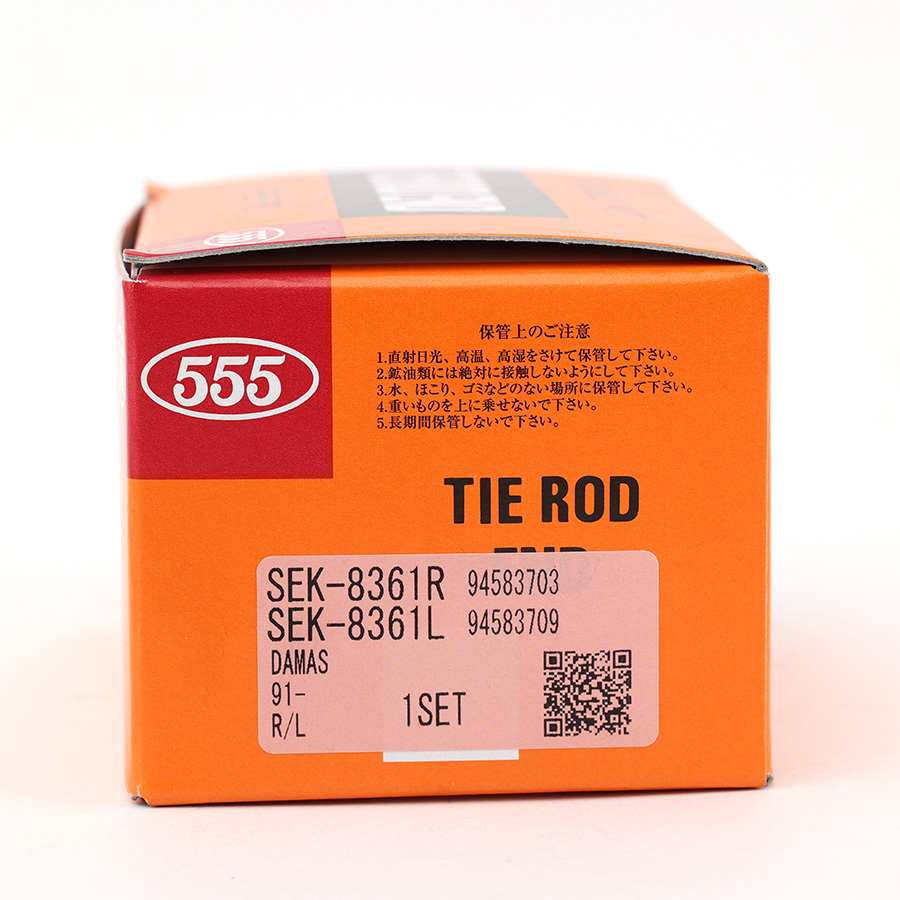 555
保管上のご注意
1.直射日光、高温、高湿をさけて保管して下さい。
2.鉱油類には絶対に接触しないようにして下さい。
3.水、ほこり、ゴミなどのない場所に保管して下さい。
4.重いものを上に乗せないで下さい。
5.長期間保管しないで下さい。
TIE ROD
END
SEK-8361R 94583703
SEK-8361L 94583709
DAMAS
91-
R/L
1SET